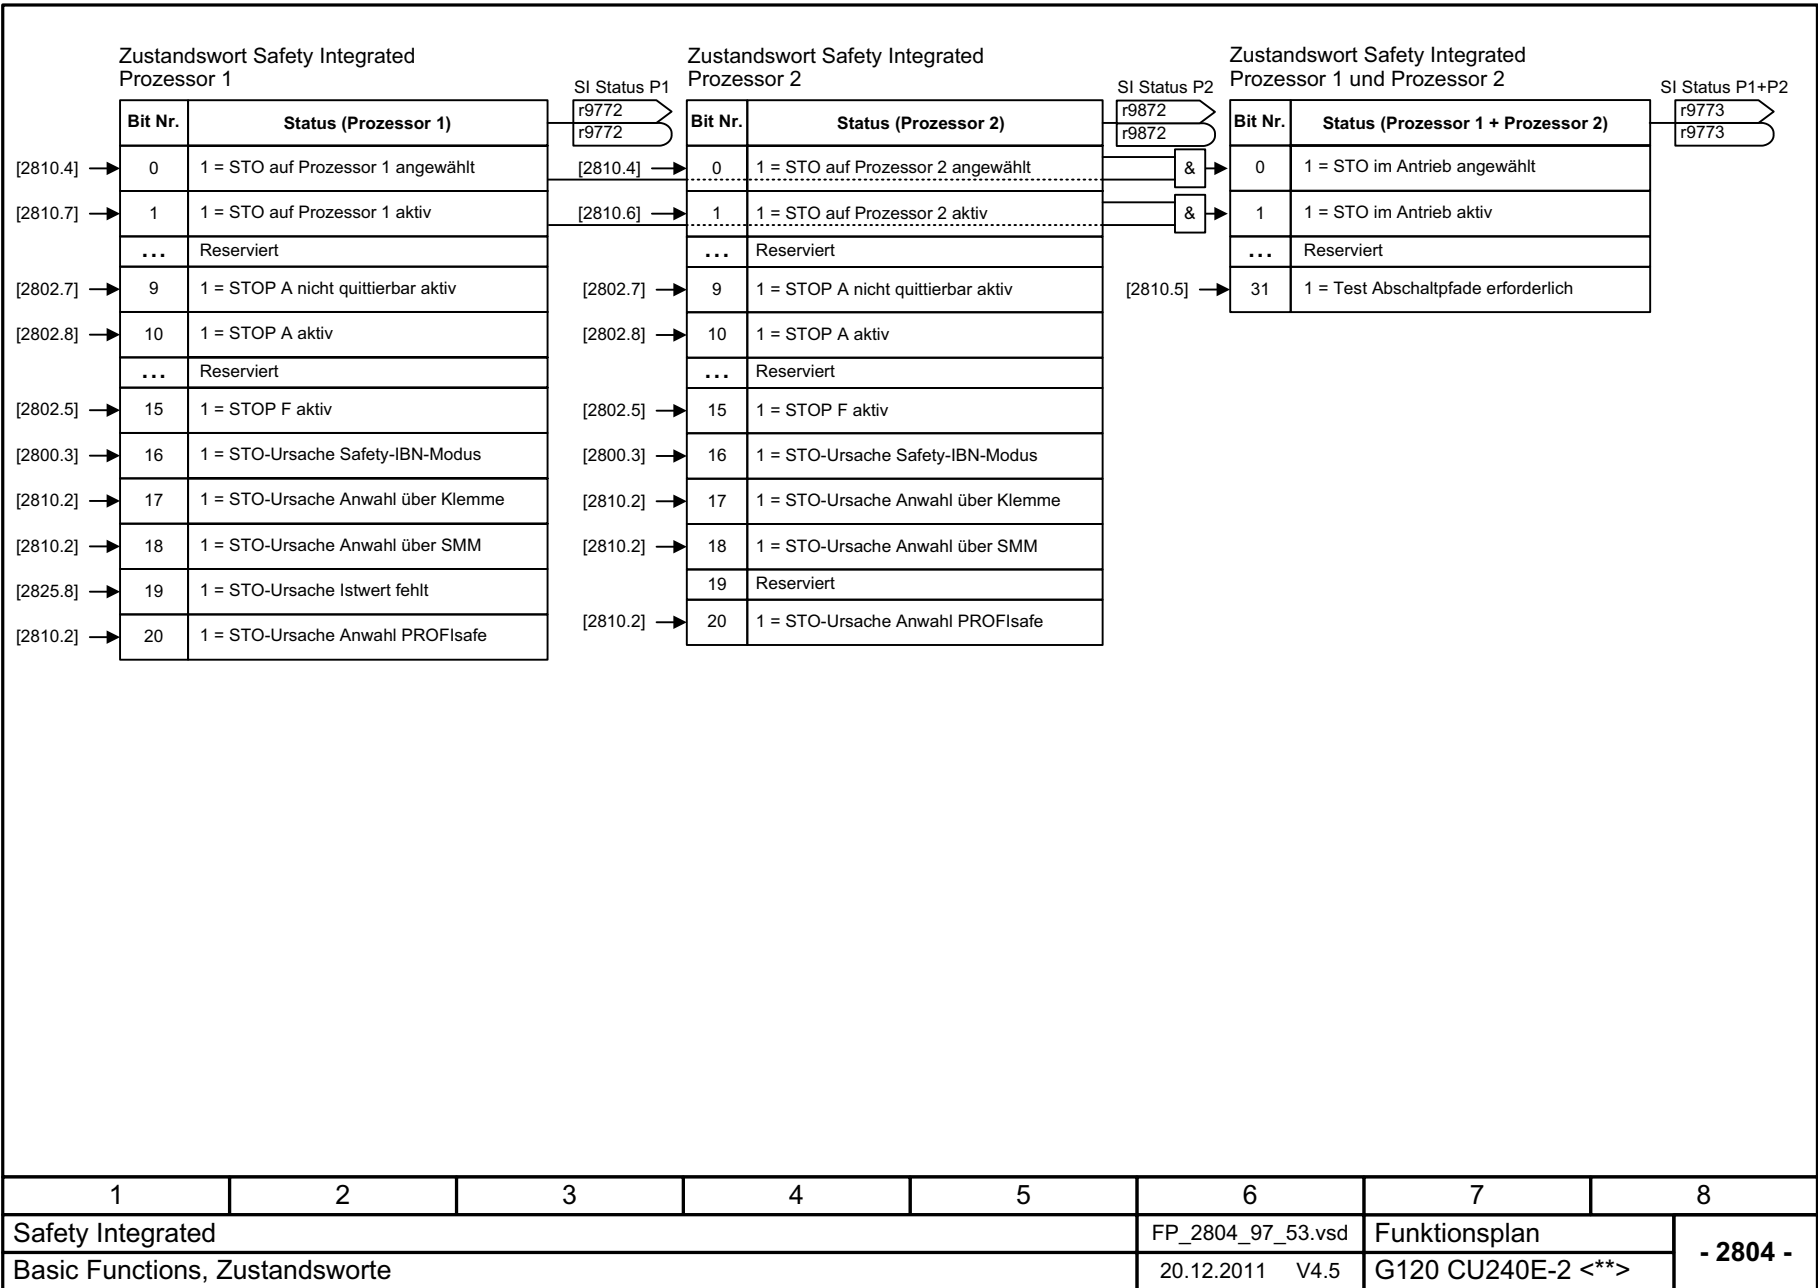 Zustandswort Safety Integrated
Prozessor 1
SI Status P1
r9772
r9772
Bit Nr. Status (Prozessor 1)
[2810.4] 0 1 = STO auf Prozessor 1 angewählt
[2810.7] 1 1 = STO auf Prozessor 1 aktiv
... Reserviert
[2802.7] 9 1 = STOP A nicht quittierbar aktiv
[2802.8] 10 1 = STOP A aktiv
... Reserviert
[2802.5] 15 1 = STOP F aktiv
[2800.3] 16 1 = STO-Ursache Safety-IBN-Modus
[2810.2] 17 1 = STO-Ursache Anwahl über Klemme
[2810.2] 18 1 = STO-Ursache Anwahl über SMM
[2825.8] 19 1 = STO-Ursache Istwert fehlt
[2810.2] 20 1 = STO-Ursache Anwahl PROFIsafe
Zustandswort Safety Integrated
Prozessor 2
SI Status P2
r9872
r9872
Bit Nr. Status (Prozessor 2)
[2810.4] 0 1 = STO auf Prozessor 2 angewählt
[2810.6] 1 1 = STO auf Prozessor 2 aktiv
... Reserviert
[2802.7] 9 1 = STOP A nicht quittierbar aktiv
[2802.8] 10 1 = STOP A aktiv
... Reserviert
[2802.5] 15 1 = STOP F aktiv
[2800.3] 16 1 = STO-Ursache Safety-IBN-Modus
[2810.2] 17 1 = STO-Ursache Anwahl über Klemme
[2810.2] 18 1 = STO-Ursache Anwahl über SMM
19 Reserviert
[2810.2] 20 1 = STO-Ursache Anwahl PROFIsafe
&
&
Zustandswort Safety Integrated
Prozessor 1 und Prozessor 2
SI Status P1+P2
r9773
r9773
Bit Nr. Status (Prozessor 1 + Prozessor 2)
0 1 = STO im Antrieb angewählt
1 1 = STO im Antrieb aktiv
... Reserviert
[2810.5] 31 1 = Test Abschaltpfade erforderlich
1 2 3 4 5 6 7 8
Safety Integrated FP_2804_97_53.vsd Funktionsplan
- 2804 -
Basic Functions, Zustandsworte 20.12.2011 V4.5 G120 CU240E-2 <**>